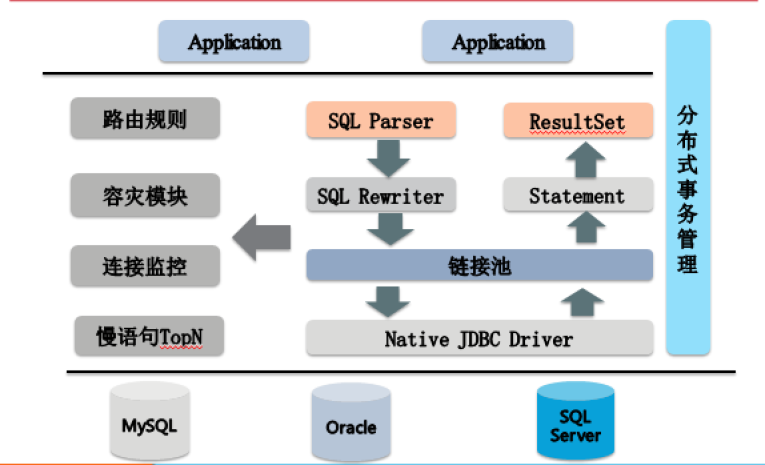 Application
Application
路由规则
SQL Parser
ResultSet
容灾模块
SQL Rewriter
Statement
连接监控
链接池
慢语句TopN
Native JDBC Driver
分布式事务管理
MySQL
Oracle
SQL
Server